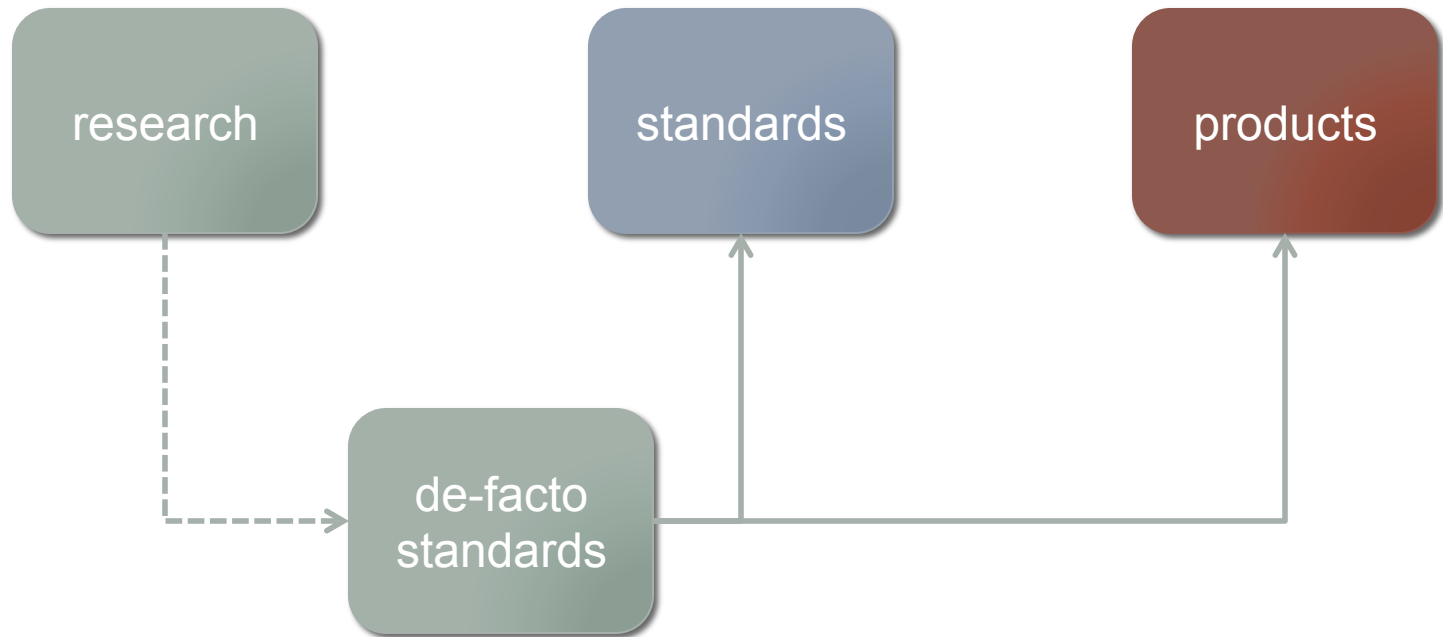 research
standards
products
de-facto
standards